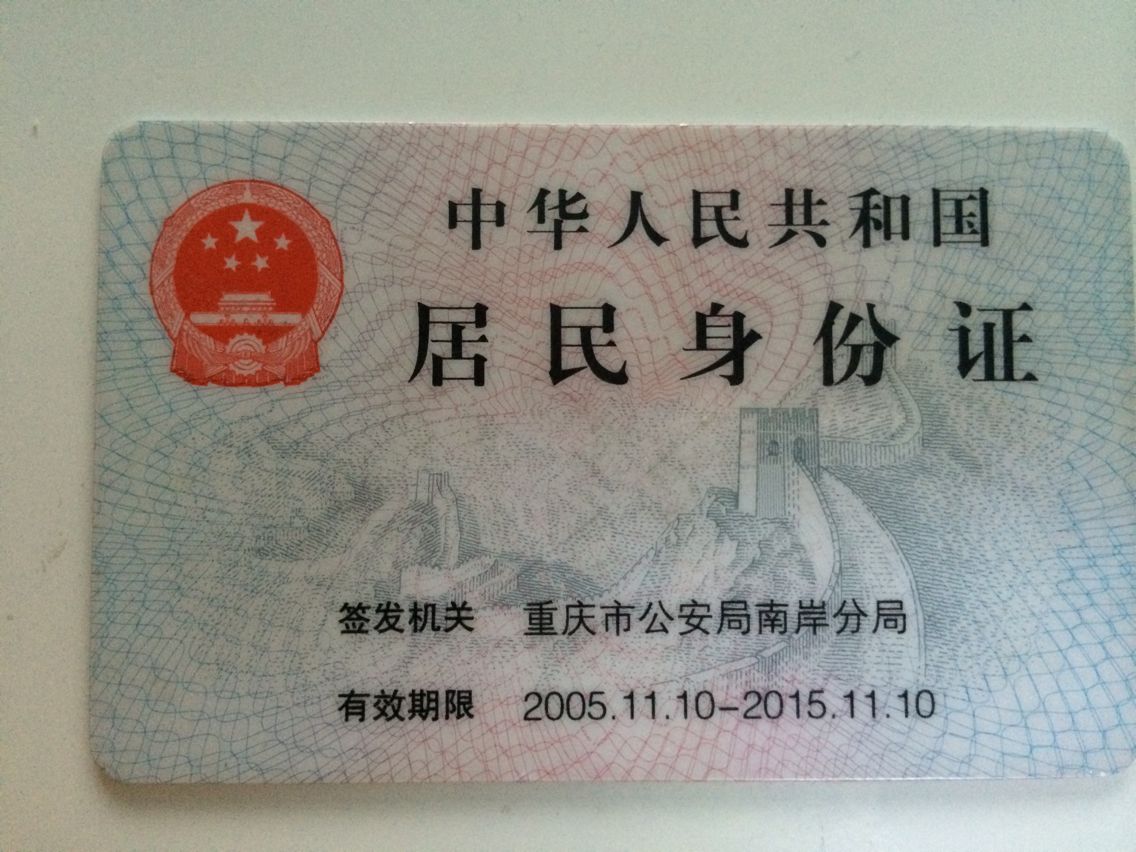 中华人民共和国
居民身份证
签发机关 重庆市公安局南岸分局
有效期限 2005.11.10-2015.11.10